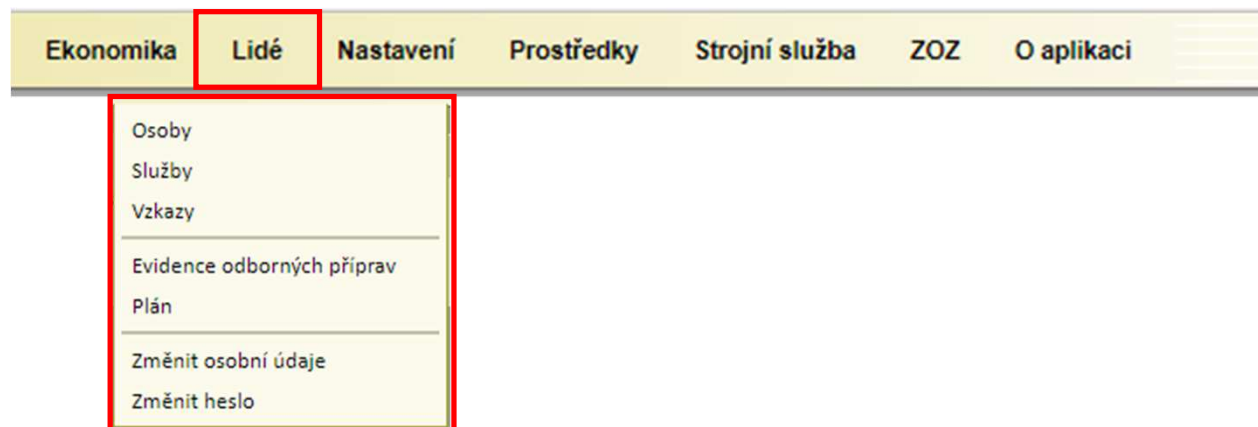 Ekonomika Lidé Nastavení Prostředky Strojní služba ZOZ O aplikaci
Osoby
Služby
Vzkazy
Evidence odborných příprav
Plán
Změnit osobní údaje
Změnit heslo